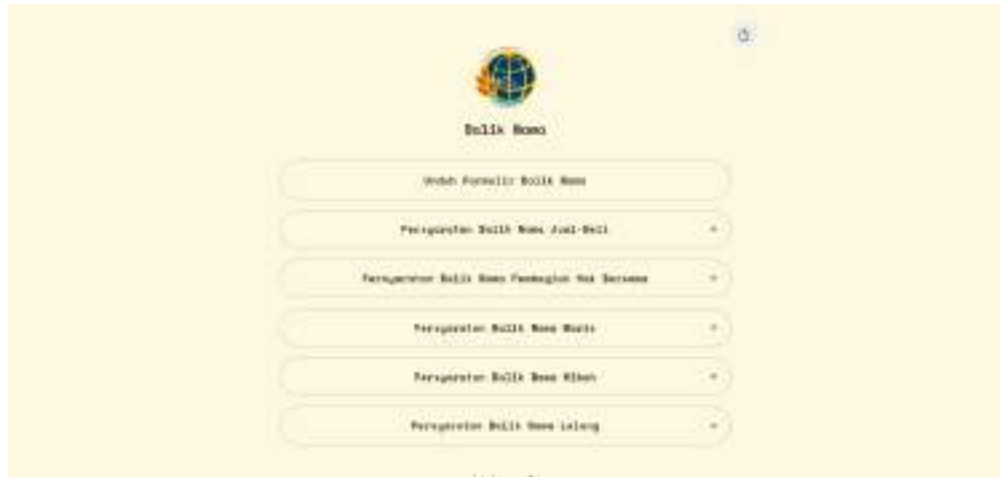 Balik Nama
Unduh Formulir Balik Nama
Persyaratan Balik Nama Jual-Beli
Persyaratan Balik Nama Pembagian Hak Bersama
Persyaratan Balik Nama Waris
Persyaratan Balik Nama Hibah
Persyaratan Balik Nama Lelang